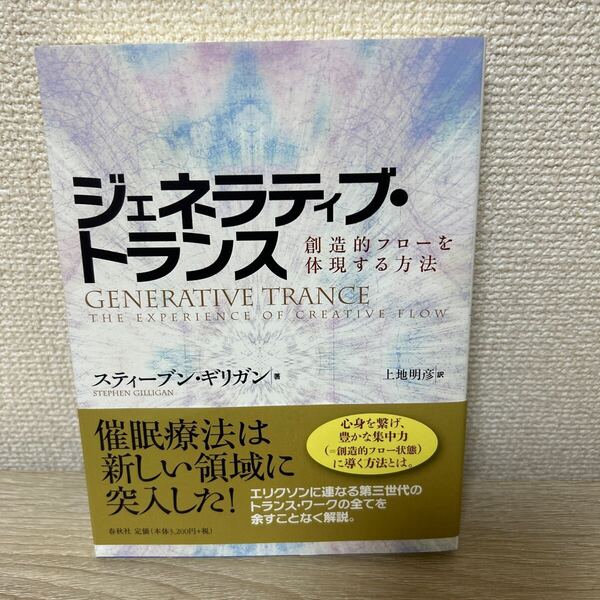 ジェネラティブ・
トランス
創造的フローを
体現する方法
GENERATIVE TRANCE
THE EXPERIENCE OF CREATIVE FLOW
スティーブン・ギリガン 著
STEPHEN GILLIGAN
上地明彦 訳
催眠療法は
新しい領域に
突入した!
心身を繋げ、
豊かな集中力
(=創造的フロー状態)
に導く方法とは。
エリクソンに連なる第三世代の
トランス・ワークの全てを
余すことなく解説。
春秋社 定価(本体3,200円+税)